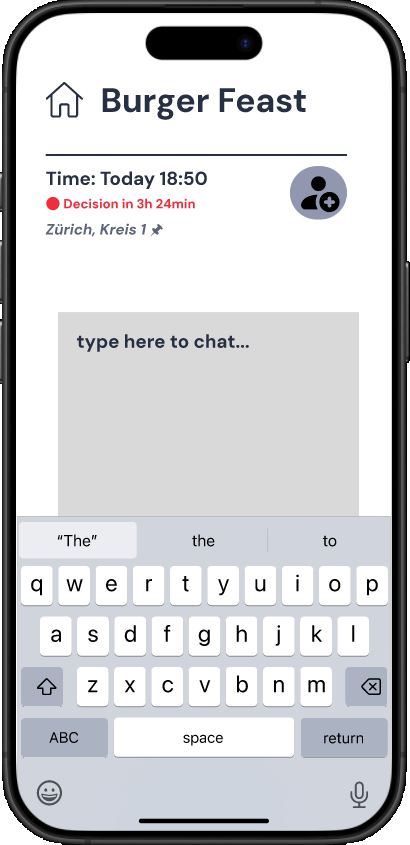 Burger Feast
Time: Today 18:50
Decision in 3h 24min
Zürich, Kreis 1
type here to chat...
“The” the to
q w e r t y u i o p
a s d f g h j k l
z x c v b n m
ABC space return